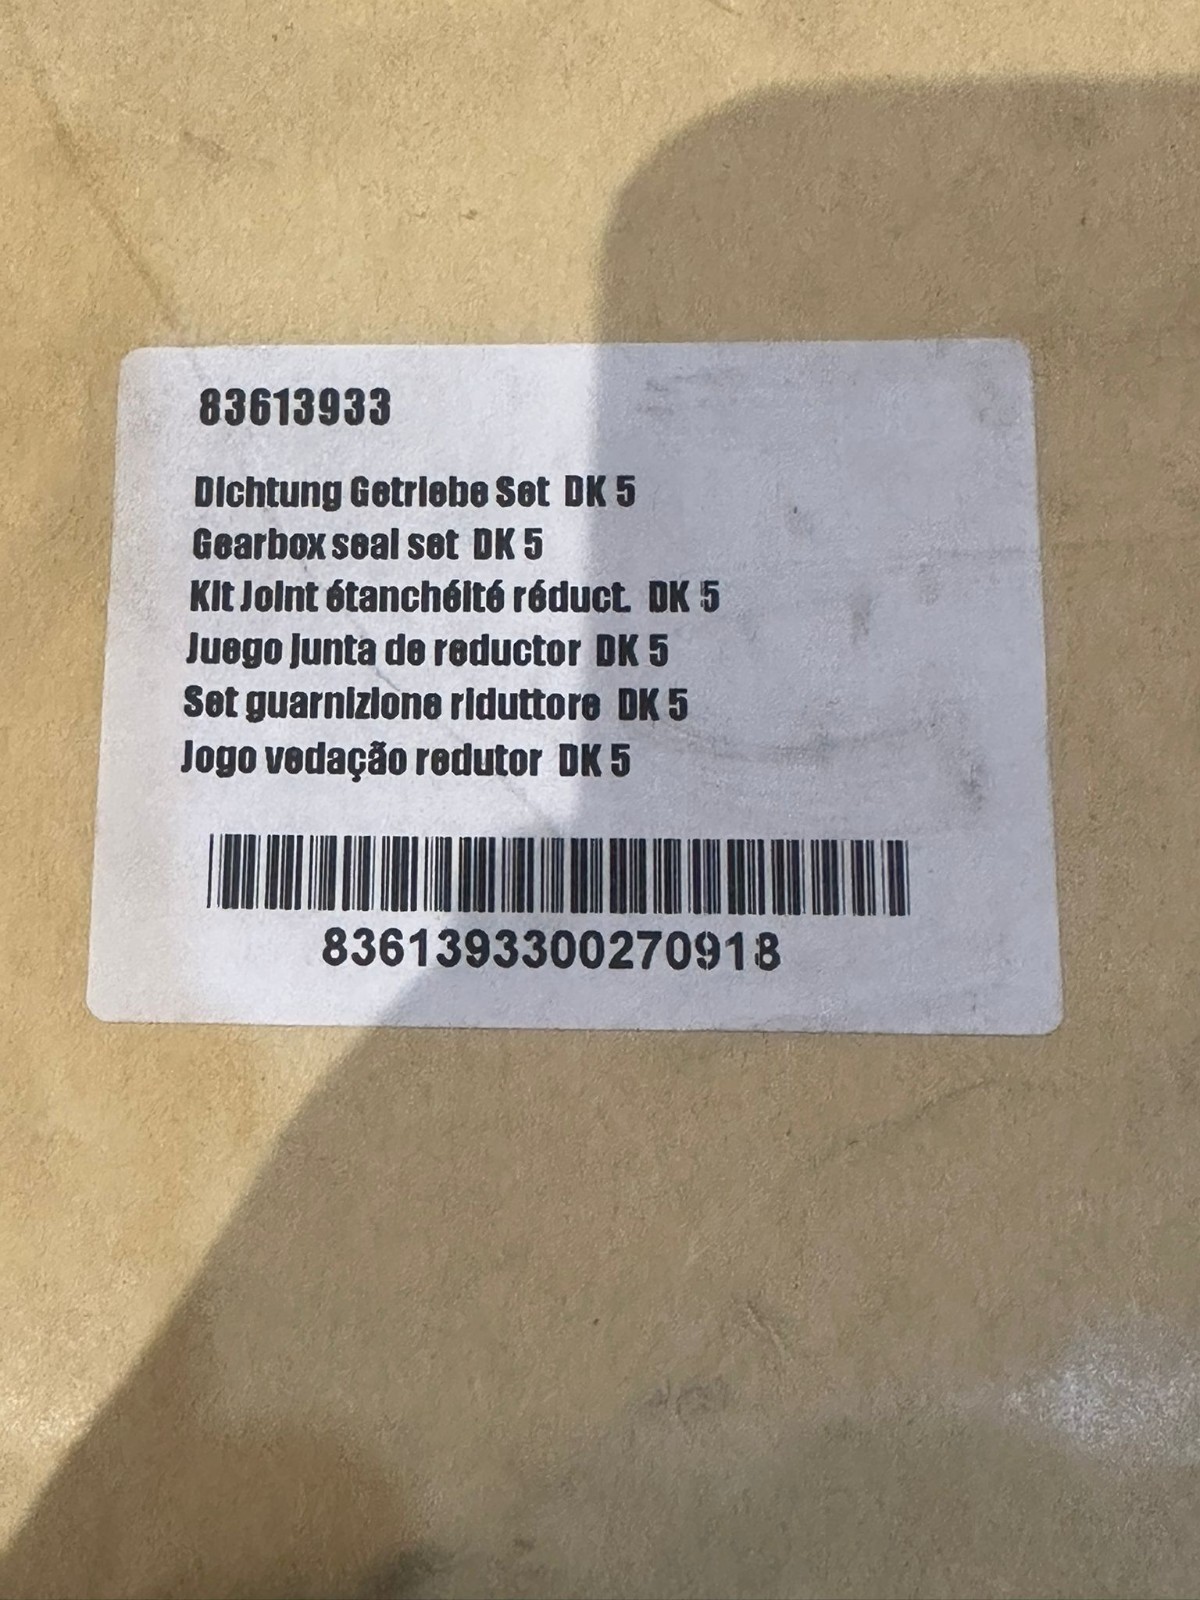 83613933
Dichtung Getriebe Set DK 5
Gearbox seal set DK 5
Kit Joint étanchéité réduct. DK 5
Juego junta de reductor DK 5
Set guarnizione riduttore DK 5
Jogo vedação redutor DK 5
8361393300270918